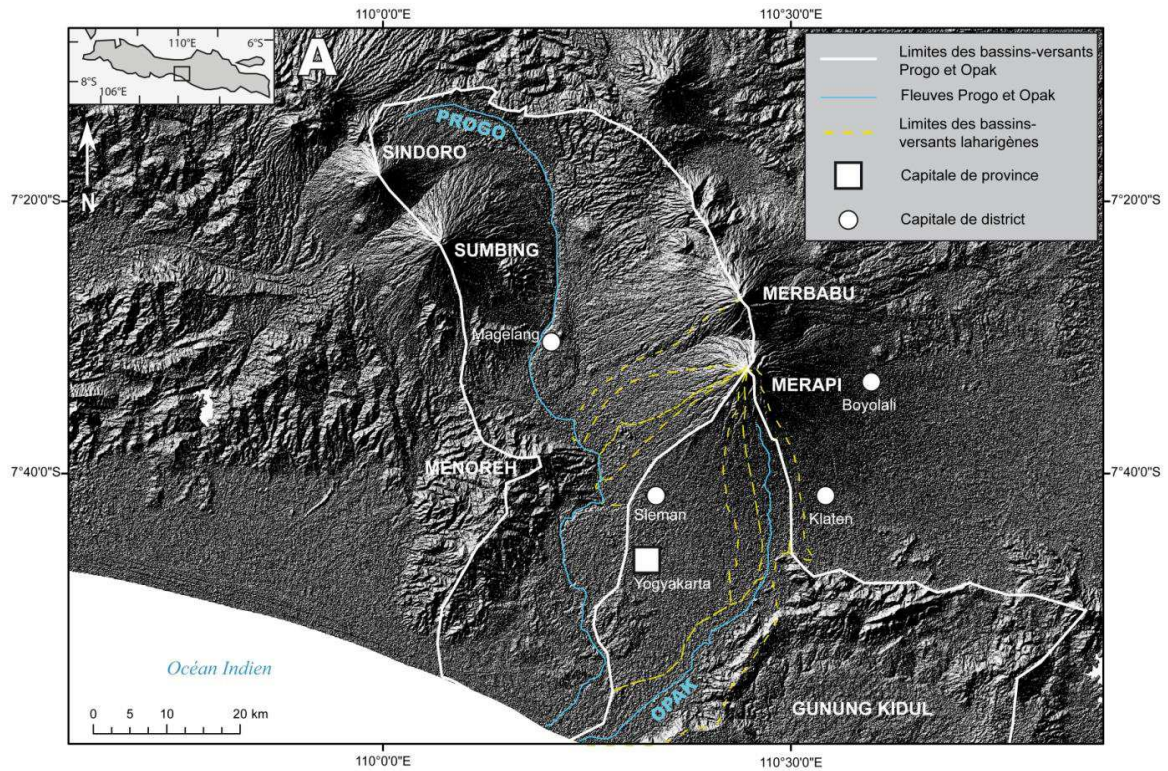 110°0'0"E
110°30'0"E
110°E
6°S
8°S
106°E
A
N
Limites des bassins-versants
Progo et Opak
Fleuves Progo et Opak
Limites des bassins-
versants laharigènes
Capitale de province
Capitale de district
PROGO
SINDORO
7°20'0"S
7°20'0"S
SUMBING
MERBABU
Magelang
MERAPI
Boyolali
7°40'0"S
MENOREH
7°40'0"S
Sleman
Klaten
Yogyakarta
Océan Indien
OPAK
GUNUNG KIDUL
0 5 10 20 km
110°0'0"E
110°30'0"E